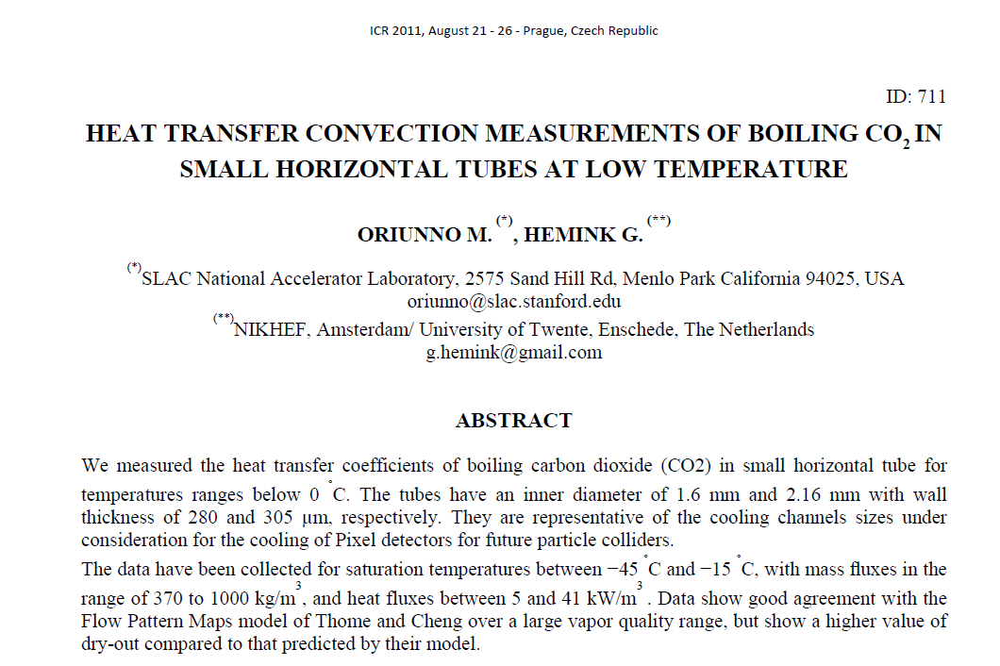 ICR 2011, August 21 - 26 - Prague, Czech Republic
ID: 711
HEAT TRANSFER CONVECTION MEASUREMENTS OF BOILING CO2 IN
SMALL HORIZONTAL TUBES AT LOW TEMPERATURE
ORIUNNO M. (*), HEMINK G. (**)
(*)SLAC National Accelerator Laboratory, 2575 Sand Hill Rd, Menlo Park California 94025, USA
oriunno@slac.stanford.edu
(**)NIKHEF, Amsterdam/ University of Twente, Enschede, The Netherlands
g.hemink@gmail.com
ABSTRACT
We measured the heat transfer coefficients of boiling carbon dioxide (CO2) in small horizontal tube for
temperatures ranges below 0 °C. The tubes have an inner diameter of 1.6 mm and 2.16 mm with wall
thickness of 280 and 305 µm, respectively. They are representative of the cooling channels sizes under
consideration for the cooling of Pixel detectors for future particle colliders.
The data have been collected for saturation temperatures between −45 °C and −15 °C, with mass fluxes in the
range of 370 to 1000 kg/m3, and heat fluxes between 5 and 41 kW/m3 . Data show good agreement with the
Flow Pattern Maps model of Thome and Cheng over a large vapor quality range, but show a higher value of
dry-out compared to that predicted by their model.